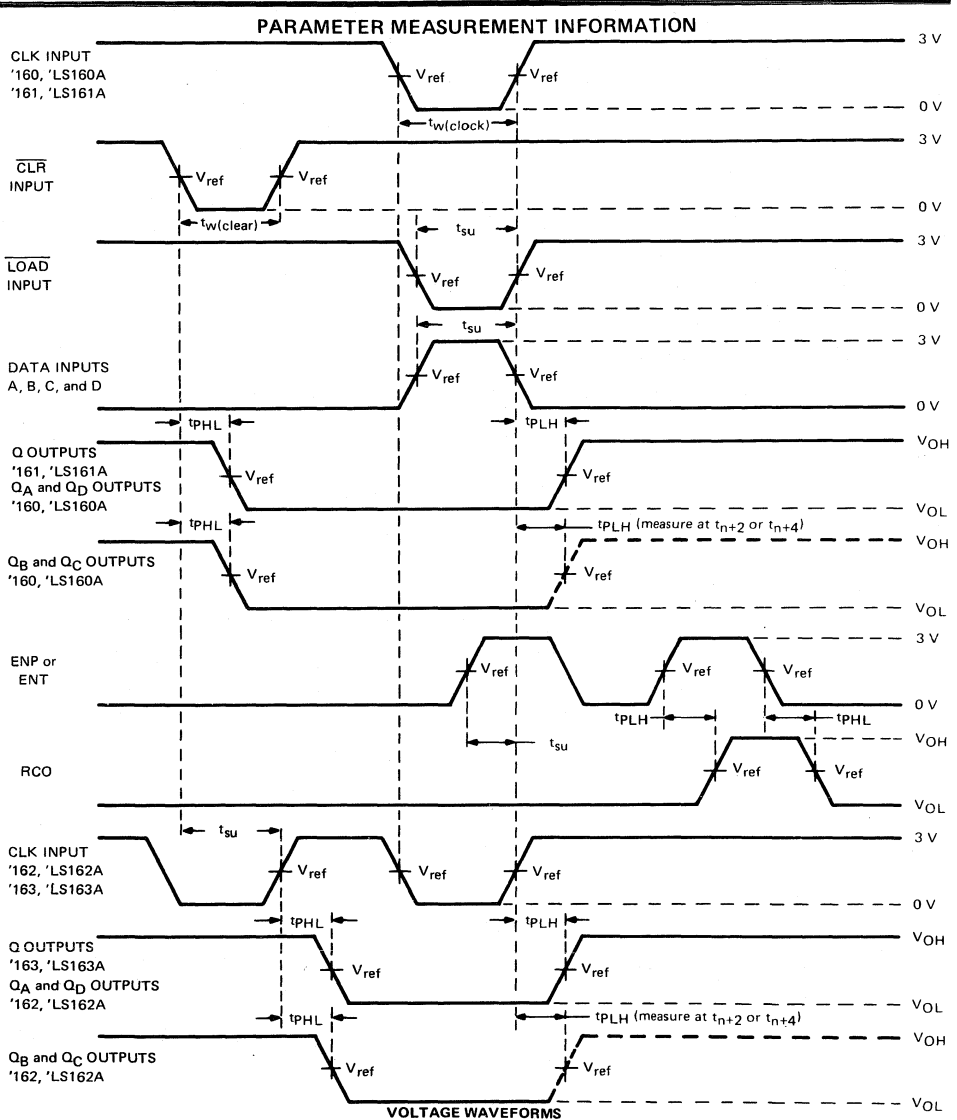 PARAMETER MEASUREMENT INFORMATION
CLK INPUT
'160, 'LS160A
'161, 'LS161A
Vref
Vref
3 V
0 V
tw(clock)
CLR
INPUT
Vref
Vref
3 V
0 V
tw(clear)
tsu
LOAD
INPUT
Vref
Vref
3 V
0 V
tsu
DATA INPUTS
A, B, C, and D
Vref
Vref
3 V
0 V
tPHL
tPLH
Q OUTPUTS
'161, 'LS161A
QA and QD OUTPUTS
'160, 'LS160A
Vref
Vref
VOH
VOL
tPHL
tPLH (measure at tn+2 or tn+4)
QB and QC OUTPUTS
'160, 'LS160A
Vref
Vref
VOH
VOL
ENP or
ENT
Vref
Vref
Vref
3 V
0 V
tPLH
tPHL
tsu
RCO
Vref
Vref
VOH
VOL
tsu
CLK INPUT
'162, 'LS162A
'163, 'LS163A
Vref
Vref
Vref
3 V
0 V
tPHL
tPLH
Q OUTPUTS
'163, 'LS163A
QA and QD OUTPUTS
'162, 'LS162A
Vref
Vref
VOH
VOL
tPHL
tPLH (measure at tn+2 or tn+4)
QB and QC OUTPUTS
'162, 'LS162A
Vref
Vref
VOH
VOL
VOLTAGE WAVEFORMS